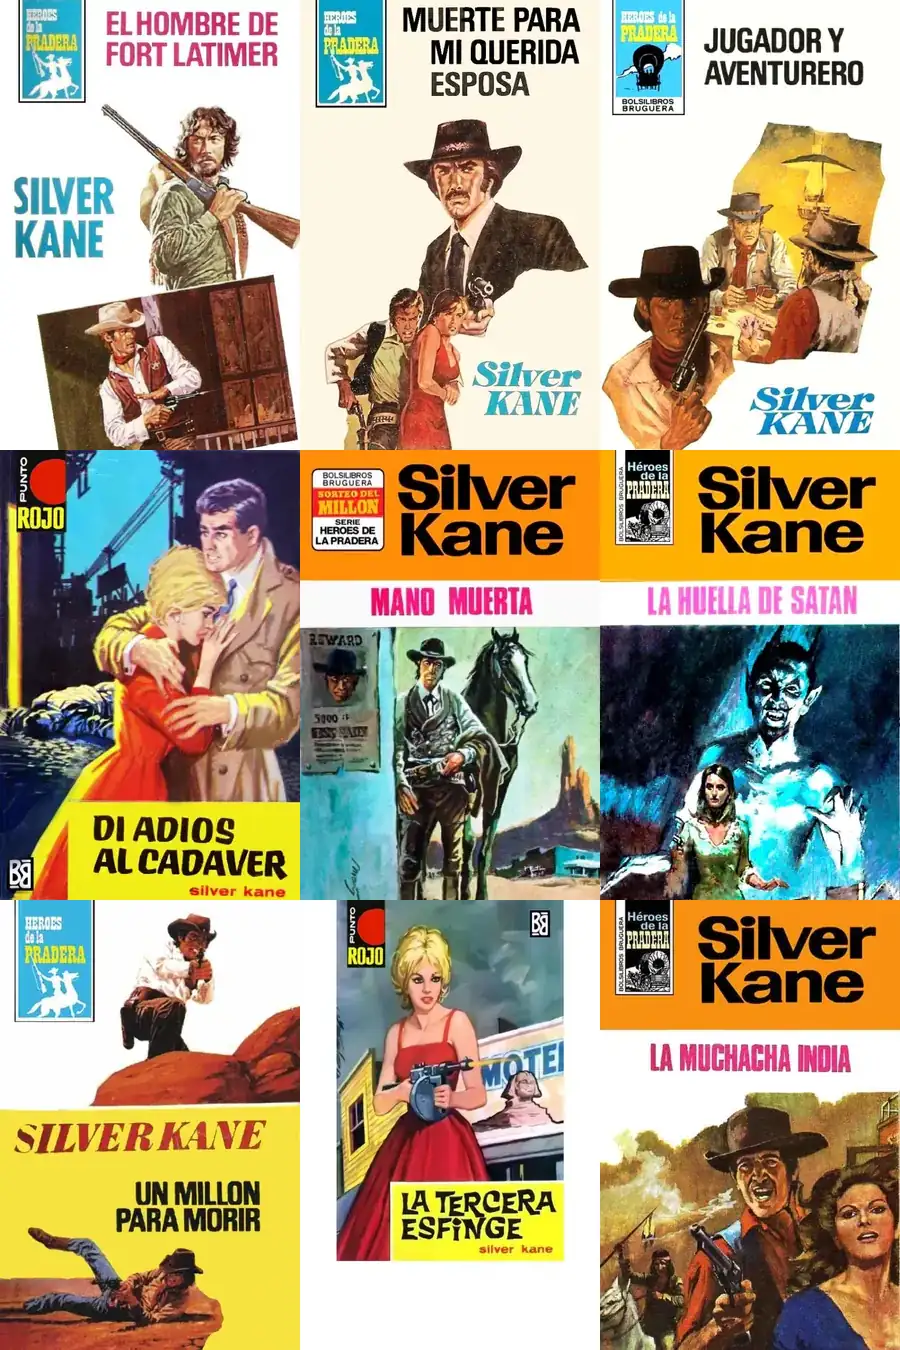 HEROES
de la
PRADERA
EL HOMBRE DE
FORT LATIMER
SILVER
KANE
HEROES
de la
PRADERA
MUERTE PARA
MI QUERIDA
ESPOSA
Silver
KANE
HEROES de la
PRADERA
BOLSILIBROS
BRUGUERA
JUGADOR Y
AVENTURERO
Silver
KANE
PUNTO
ROJO
DI ADIOS
AL CADAVER
silver kane
BOLSILIBROS
BRUGUERA
SORTEO DEL
MILLON
SERIE
HEROES DE
LA PRADERA
Silver
Kane
MANO MUERTA
REWARD
5000 $
BOLSILIBROS BRUGUERA
Héroes
de la
PRADERA
Silver
Kane
LA HUELLA DE SATAN
HEROES
de la
PRADERA
SILVER KANE
UN MILLON
PARA MORIR
PUNTO
ROJO
MOTE
LA TERCERA
ESFINGE
silver kane
BOLSILIBROS BRUGUERA
Héroes
de la
PRADERA
Silver
Kane
LA MUCHACHA INDIA